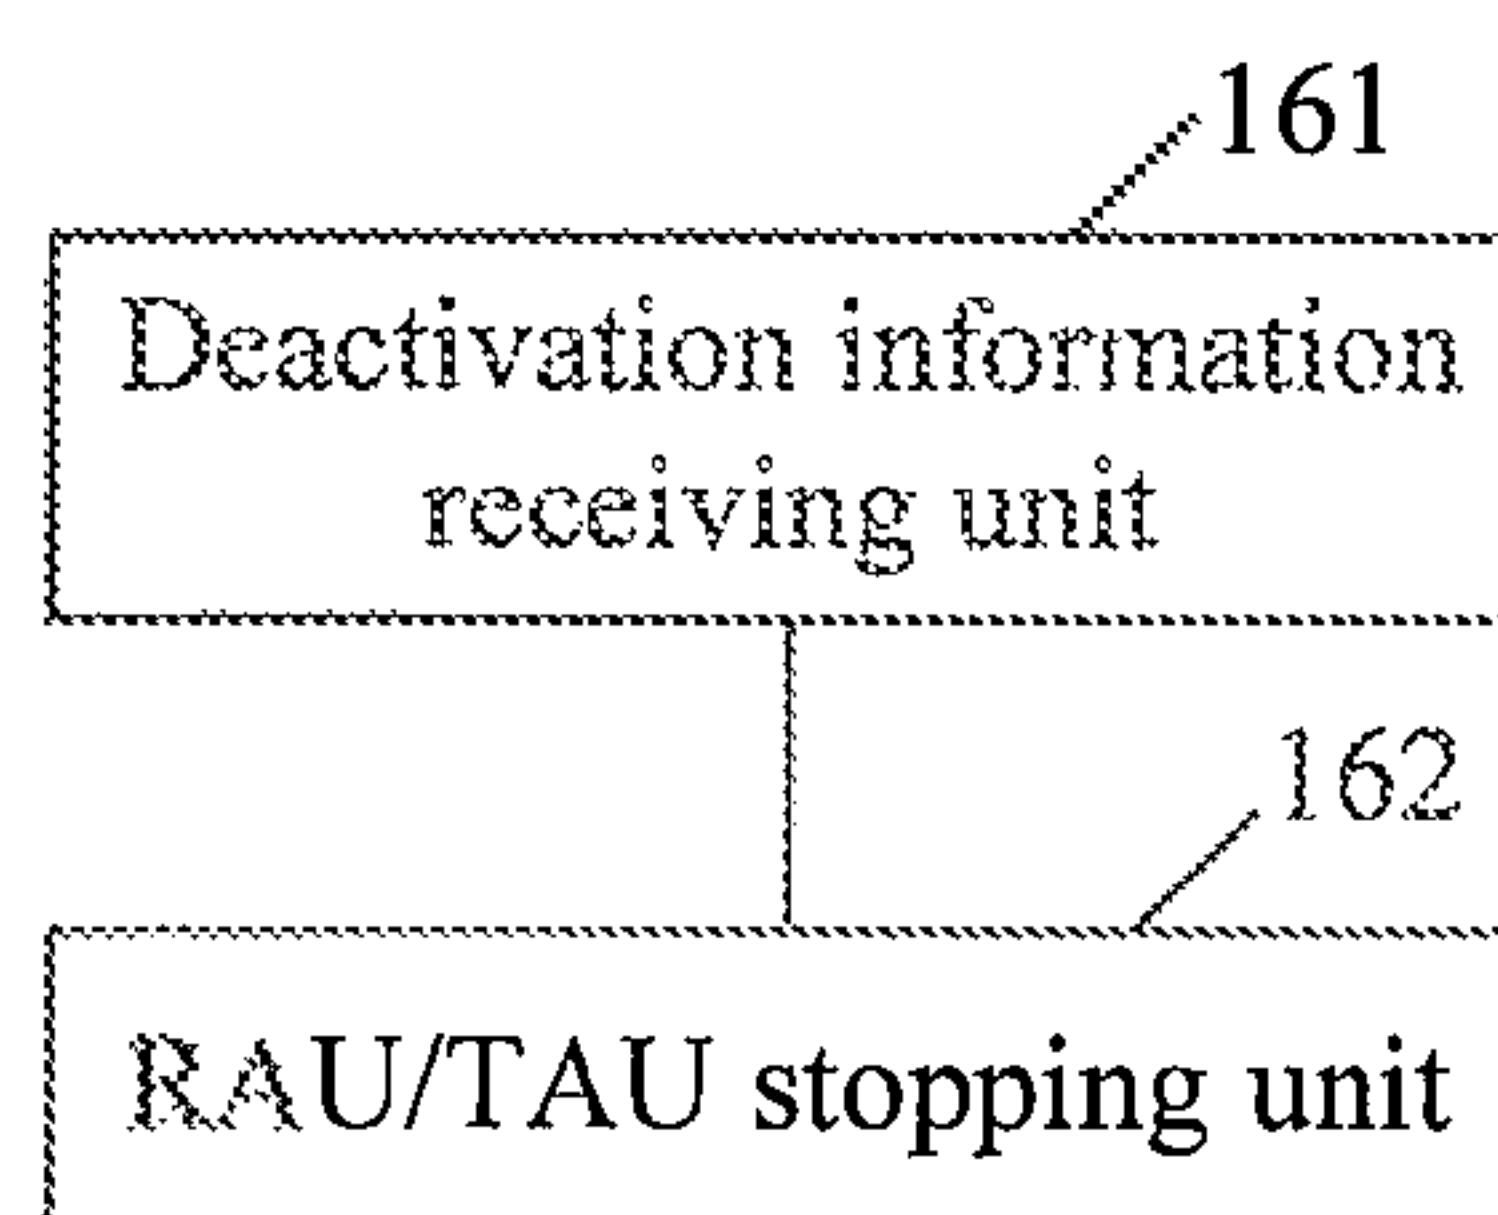 161
Deactivation information
receiving unit
162
RAU/TAU stopping unit